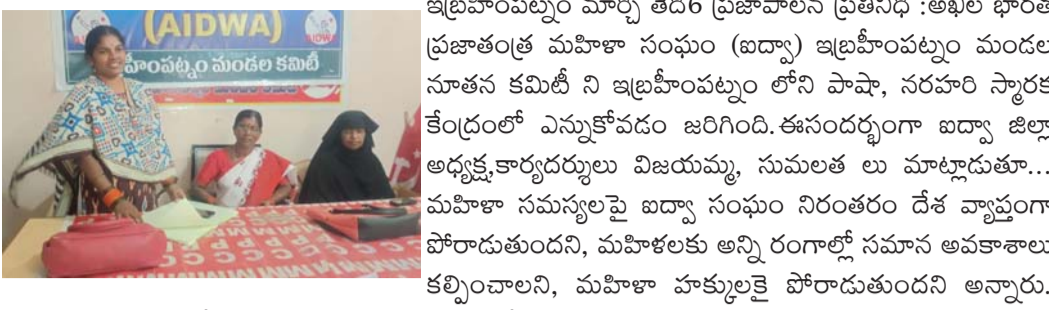 (AIDWA)
AIDWA
హీంపట్నం మండల కమిటీ
ఇబ్రహీంపట్నం మార్చి తేది6 ప్రజాపాలన ప్రతినిధి :అఖిల భారత
ప్రజాతంత్ర మహిళా సంఘం (ఐద్వా) ఇబ్రహీంపట్నం మండల
నూతన కమిటీ ని ఇబ్రహీంపట్నం లోని పాషా, నరహరి స్మారక
కేంద్రంలో ఎన్నుకోవడం జరిగింది.ఈసందర్భంగా ఐద్వా జిల్లా
అధ్యక్ష,కార్యదర్శులు విజయమ్మ, సుమలత లు మాట్లాడుతూ...
మహిళా సమస్యలపై ఐద్వా సంఘం నిరంతరం దేశ వ్యాప్తంగా
పోరాడుతుందని, మహిళలకు అన్ని రంగాల్లో సమాన అవకాశాలు
కల్పించాలని, మహిళా హక్కులకై పోరాడుతుందని అన్నారు.